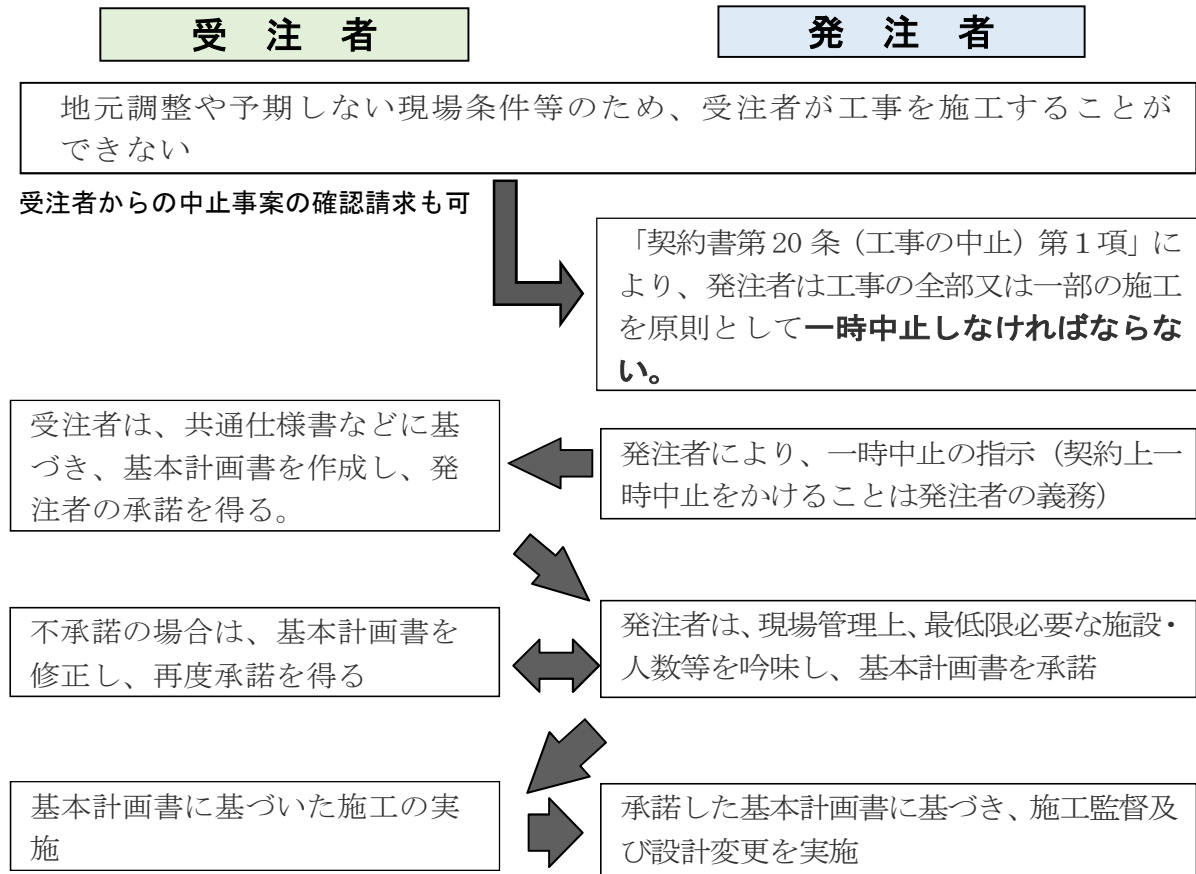 受 注 者
発 注 者
地元調整や予期しない現場条件等のため、受注者が工事を施工することが
できない
受注者からの中止事案の確認請求も可
「契約書第20条（工事の中止）第１項」に
より、発注者は工事の全部又は一部の施工
を原則として一時中止しなければならな
い。
受注者は、共通仕様書などに基
づき、基本計画書を作成し、発
注者の承諾を得る。
発注者により、一時中止の指示（契約上一
時中止をかけることは発注者の義務）
不承諾の場合は、基本計画書を
修正し、再度承諾を得る
発注者は、現場管理上、最低限必要な施設・
人数等を吟味し、基本計画書を承諾
基本計画書に基づいた施工の実
施
承諾した基本計画書に基づき、施工監督及
び設計変更を実施